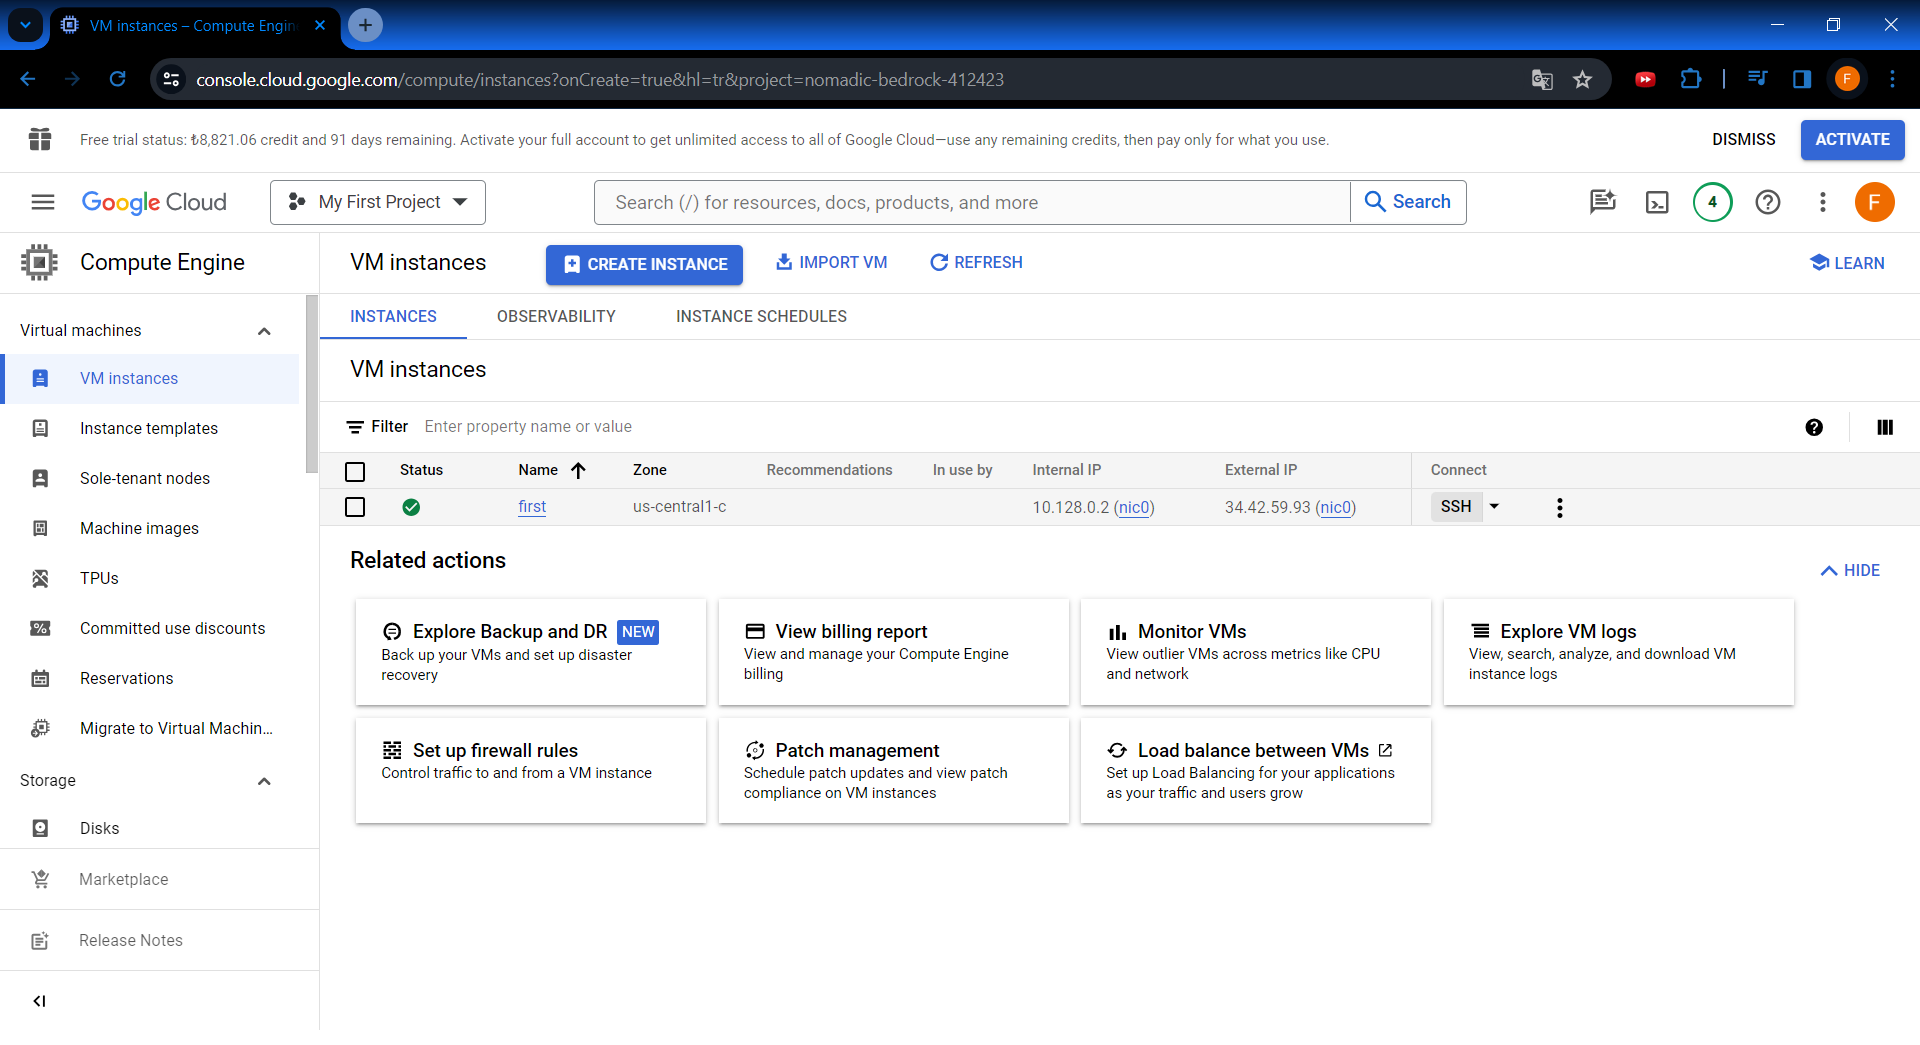 VM instances – Compute Engin
console.cloud.google.com/compute/instances?onCreate=true&hl=tr&project=nomadic-bedrock-412423
F
Free trial status: ₺8,821.06 credit and 91 days remaining. Activate your full account to get unlimited access to all of Google Cloud—use any remaining credits, then pay only for what you use.
DISMISS
ACTIVATE
Google Cloud
My First Project
Search (/) for resources, docs, products, and more
Search
4
F
Compute Engine
VM instances
CREATE INSTANCE
IMPORT VM
REFRESH
LEARN
Virtual machines
VM instances
Instance templates
Sole-tenant nodes
Machine images
TPUs
Committed use discounts
Reservations
Migrate to Virtual Machin...
Storage
Disks
Marketplace
Release Notes
INSTANCES
OBSERVABILITY
INSTANCE SCHEDULES
VM instances
Filter
Enter property name or value
Status Name Zone Recommendations In use by Internal IP External IP Connect
first us-central1-c 10.128.0.2 (nic0) 34.42.59.93 (nic0) SSH
Related actions
HIDE
Explore Backup and DR NEW
Back up your VMs and set up disaster
recovery
View billing report
View and manage your Compute Engine
billing
Monitor VMs
View outlier VMs across metrics like CPU
and network
Explore VM logs
View, search, analyze, and download VM
instance logs
Set up firewall rules
Control traffic to and from a VM instance
Patch management
Schedule patch updates and view patch
compliance on VM instances
Load balance between VMs
Set up Load Balancing for your applications
as your traffic and users grow